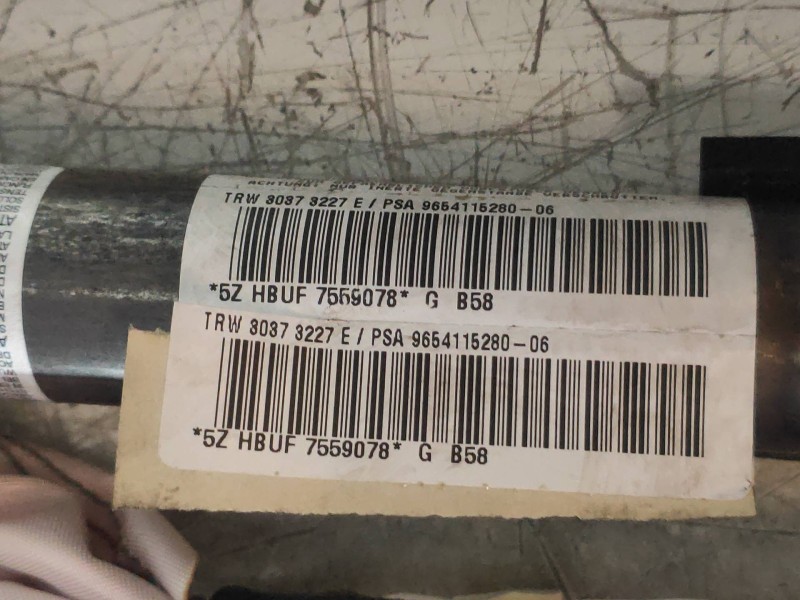 ACHTUNG!
TRW 3037 3227 E / PSA 9654115280-06
*5Z HBUF 7559078* G B58
TRW 3037 3227 E / PSA 9654115280-06
*5Z HBUF 7559078* G B58